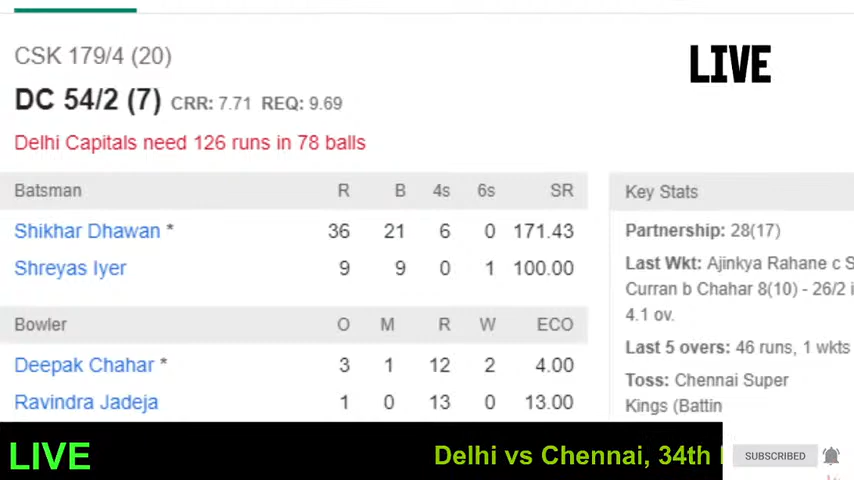 CSK 179/4 (20)
LIVE
DC 54/2 (7) CRR: 7.71 REQ: 9.69
Delhi Capitals need 126 runs in 78 balls
Batsman R B 4s 6s SR
Shikhar Dhawan * 36 21 6 0 171.43
Shreyas Iyer 9 9 0 1 100.00
Bowler O M R W ECO
Deepak Chahar * 3 1 12 2 4.00
Ravindra Jadeja 1 0 13 0 13.00
Key Stats
Partnership: 28(17)
Last Wkt: Ajinkya Rahane c S
Curran b Chahar 8(10) - 26/2 i
4.1 ov.
Last 5 overs: 46 runs, 1 wkts
Toss: Chennai Super
Kings (Battin
LIVE
Delhi vs Chennai, 34th
SUBSCRIBED